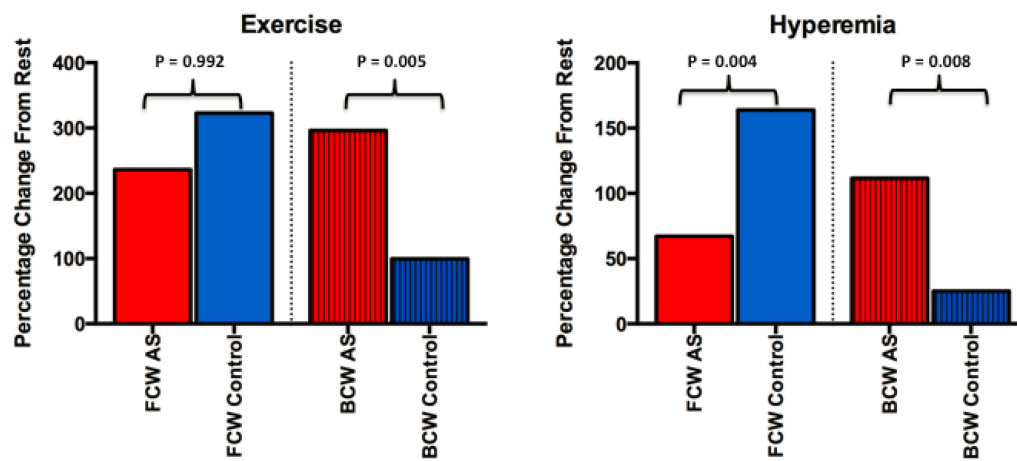 Exercise
Percentage Change From Rest
400
300
200
100
0
P = 0.992
P = 0.005
FCW AS
FCW Control
BCW AS
BCW Control
Hyperemia
Percentage Change From Rest
200
150
100
50
0
P = 0.004
P = 0.008
FCW AS
FCW Control
BCW AS
BCW Control